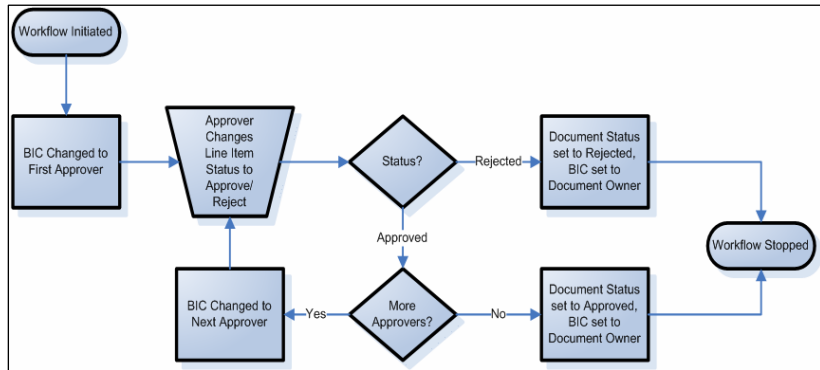 Workflow Initiated
BIC Changed to
First Approver
Approver
Changes
Line Item
Status to
Approve/
Reject
Status?
Rejected
Document Status
set to Rejected,
BIC set to
Document Owner
Approved
Workflow Stopped
BIC Changed to
Next Approver
Yes
More
Approvers?
No
Document Status
set to Approved,
BIC set to
Document Owner